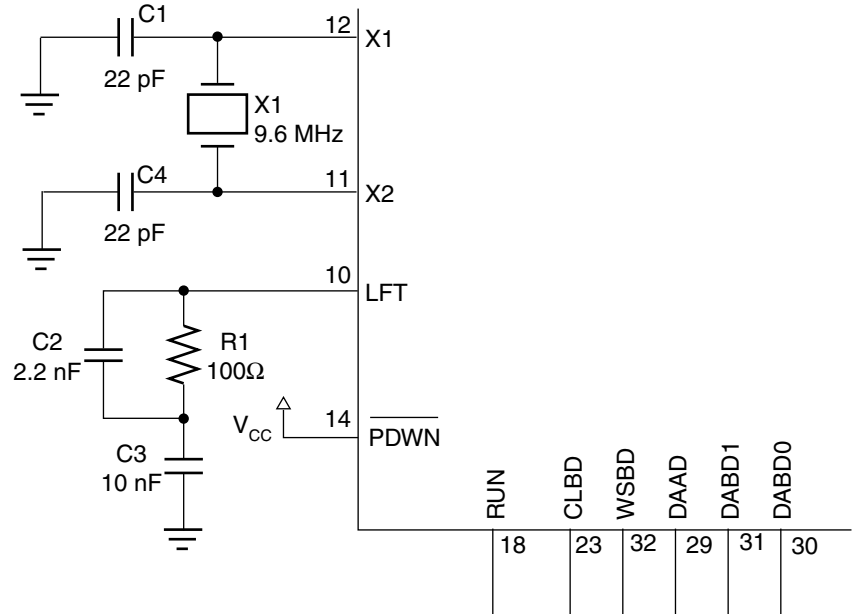 C1
22 pF
12
X1
X1
9.6 MHz
C4
22 pF
11
X2
10
LFT
C2
2.2 nF
R1
100Ω
VCC
14
PDWN
C3
10 nF
RUN
CLBD
WSBD
DAAD
DABD1
DABD0
18
23
32
29
31
30